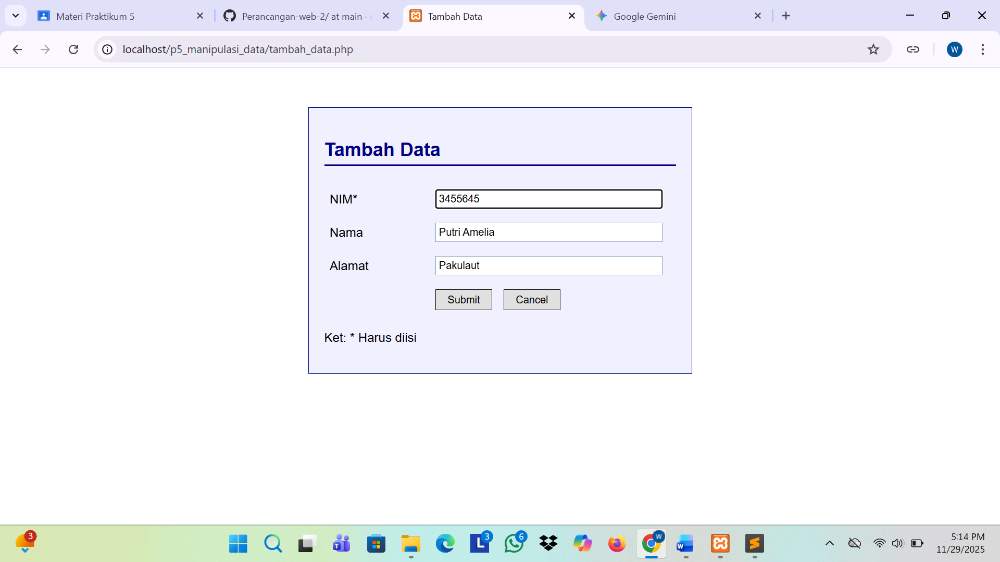 Materi Praktikum 5
Perancangan-web-2/ at main ·
Tambah Data
Google Gemini
localhost/p5_manipulasi_data/tambah_data.php
W
Tambah Data
NIM*
3455645
Nama
Putri Amelia
Alamat
Pakulaut
Submit
Cancel
Ket: * Harus diisi
3
T
L
3
6
W
W
5:14 PM
11/29/2025